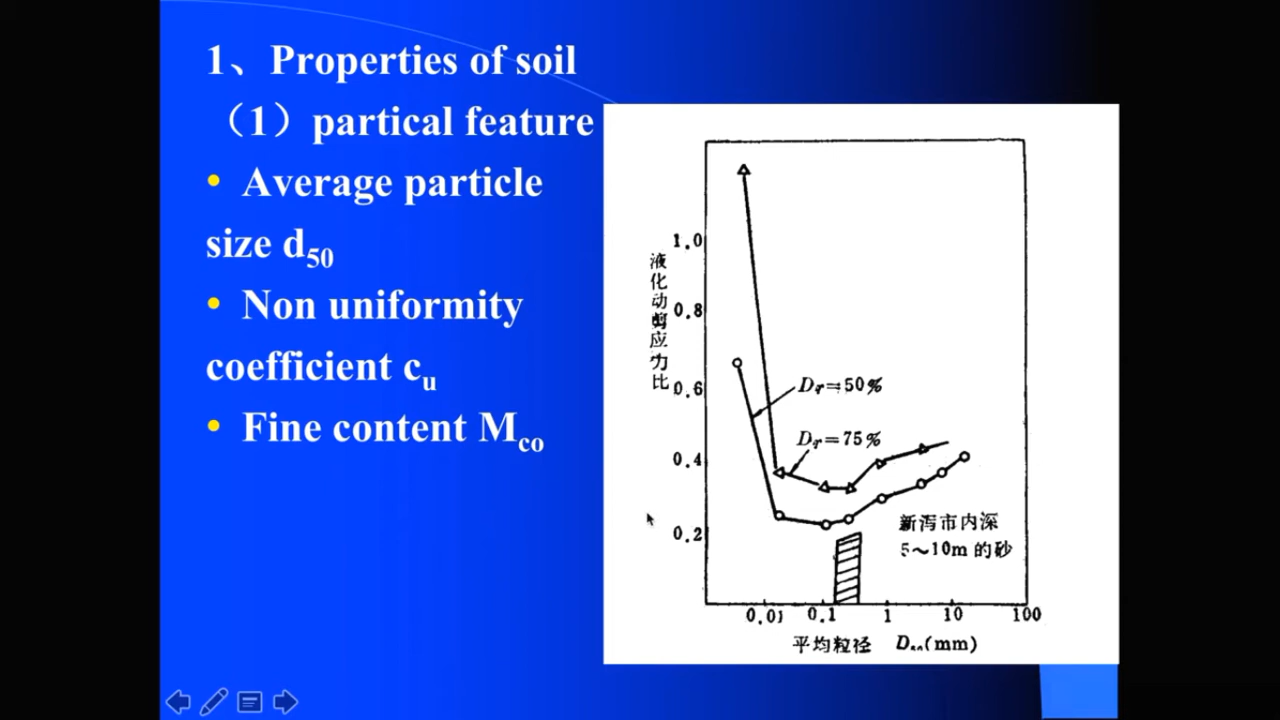 1、Properties of soil
（1）partical feature
• Average particle
size d50
• Non uniformity
coefficient cu
• Fine content Mco
液化动剪应力比
1.0
0.8
0.6
0.4
0.2
Dr=50%
Dr=75%
新泻市内深
5~10m的砂
0.01 0.1 1 10 100
平均粒径 D50(mm)